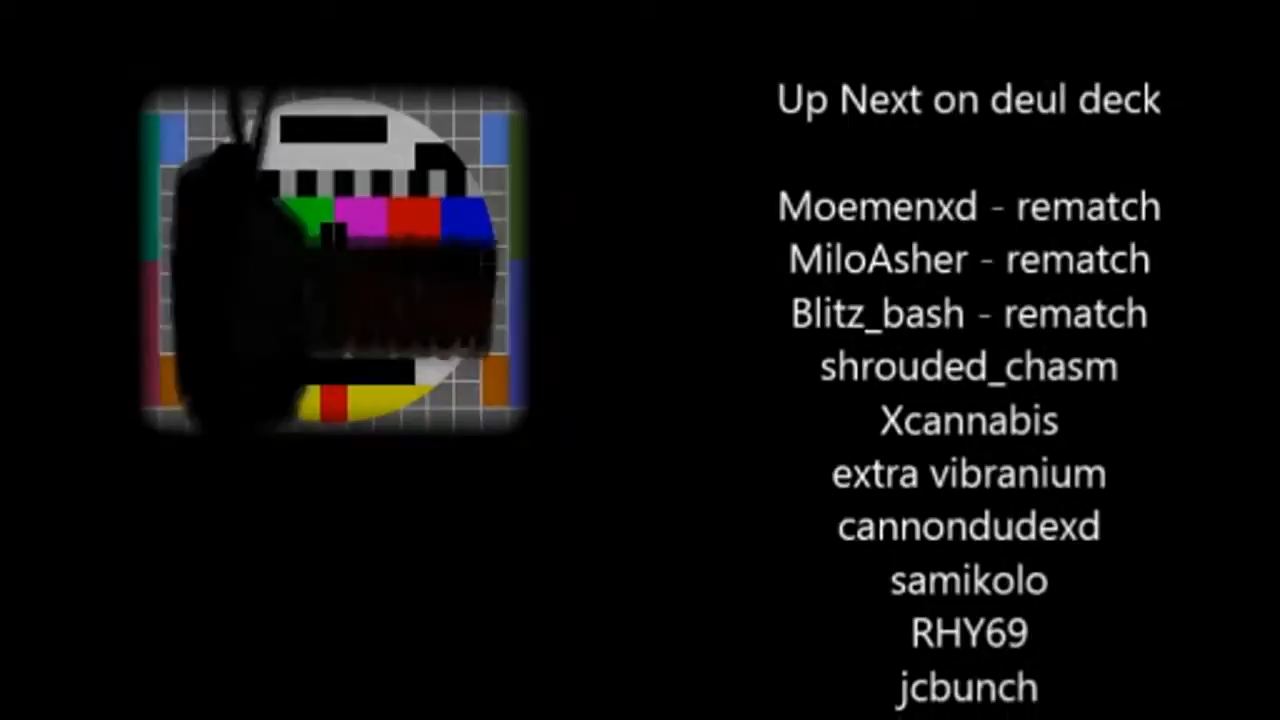 Up Next on deul deck
Moemenxd - rematch
MiloAsher - rematch
Blitz_bash - rematch
shrouded_chasm
Xcannabis
extra vibranium
cannondudexd
samikolo
RHY69
jcbunch